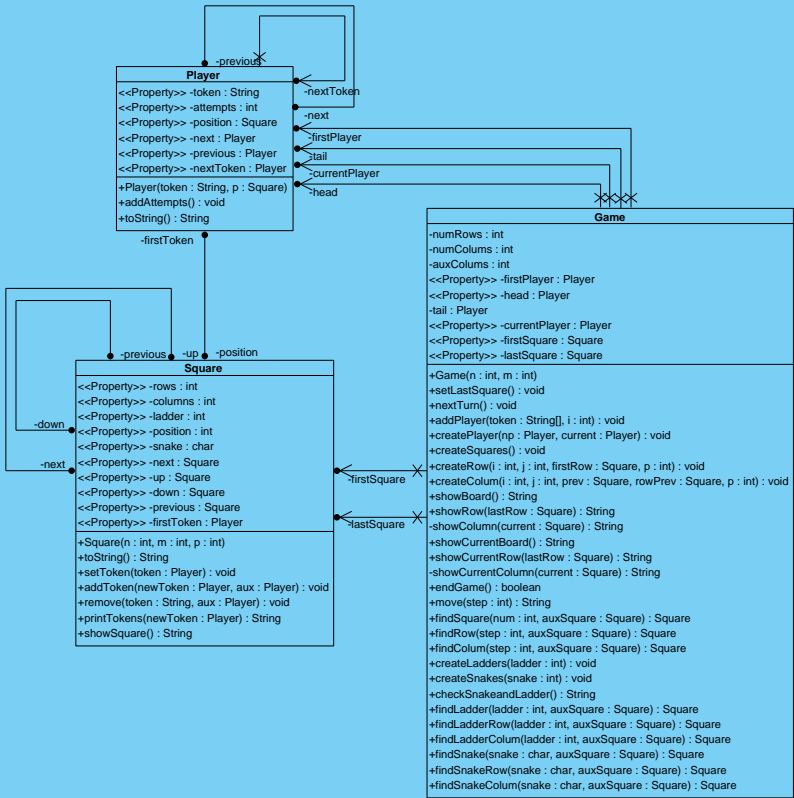 -previous
Player
<<Property>> -token : String
<<Property>> -attempts : int
<<Property>> -position : Square
<<Property>> -next : Player
<<Property>> -previous : Player
<<Property>> -nextToken : Player
+Player(token : String, p : Square)
+addAttempts() : void
+toString() : String
-nextToken
-next
-firstPlayer
-tail
-currentPlayer
-head
-firstToken
Game
-numRows : int
-numColums : int
-auxColums : int
<<Property>> -firstPlayer : Player
<<Property>> -head : Player
-tail : Player
<<Property>> -currentPlayer : Player
<<Property>> -firstSquare : Square
<<Property>> -lastSquare : Square
+Game(n : int, m : int)
+setLastSquare() : void
+nextTurn() : void
+addPlayer(token : String[], i : int) : void
+createPlayer(np : Player, current : Player) : void
+createSquares() : void
+createRow(i : int, j : int, firstRow : Square, p : int) : void
+createColum(i : int, j : int, prev : Square, rowPrev : Square, p : int) : void
+showBoard() : String
+showRow(lastRow : Square) : String
-showColumn(current : Square) : String
+showCurrentBoard() : String
+showCurrentRow(lastRow : Square) : String
-showCurrentColumn(current : Square) : String
+endGame() : boolean
+move(step : int) : String
+findSquare(num : int, auxSquare : Square) : Square
+findRow(step : int, auxSquare : Square) : Square
+findColum(step : int, auxSquare : Square) : Square
+createLadders(ladder : int) : void
+createSnakes(snake : int) : void
+checkSnakeandLadder() : String
+findLadder(ladder : int, auxSquare : Square) : Square
+findLadderRow(ladder : int, auxSquare : Square) : Square
+findLadderColum(ladder : int, auxSquare : Square) : Square
+findSnake(snake : char, auxSquare : Square) : Square
+findSnakeRow(snake : char, auxSquare : Square) : Square
+findSnakeColum(snake : char, auxSquare : Square) : Square
-previous -up -position
Square
<<Property>> -rows : int
<<Property>> -columns : int
<<Property>> -ladder : int
<<Property>> -position : int
<<Property>> -snake : char
<<Property>> -next : Square
<<Property>> -up : Square
<<Property>> -down : Square
<<Property>> -previous : Square
<<Property>> -firstToken : Player
+Square(n : int, m : int, p : int)
+toString() : String
+setToken(token : Player) : void
+addToken(newToken : Player, aux : Player) : void
+remove(token : String, aux : Player) : void
+printTokens(newToken : Player) : String
+showSquare() : String
-down
-next
-firstSquare
-lastSquare